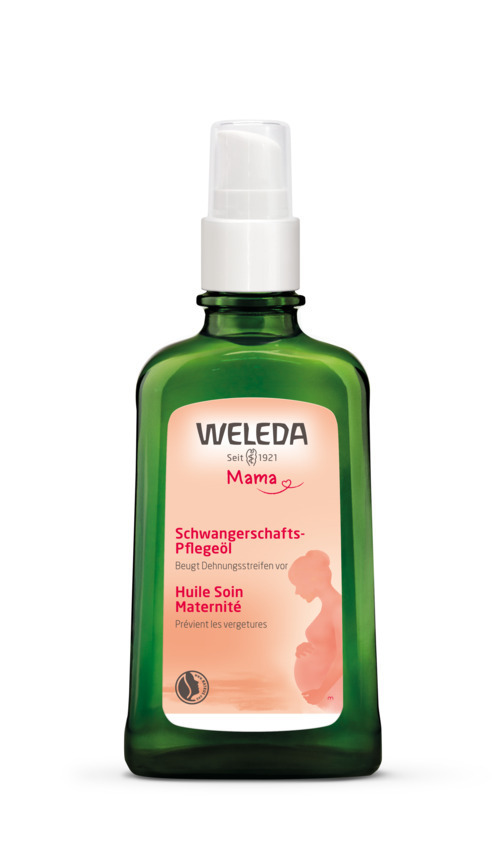 WELEDA
Seit 1921
Mama
Schwangerschafts-
Pflegeöl
Beugt Dehnungsstreifen vor
Huile Soin
Maternité
Prévient les vergetures